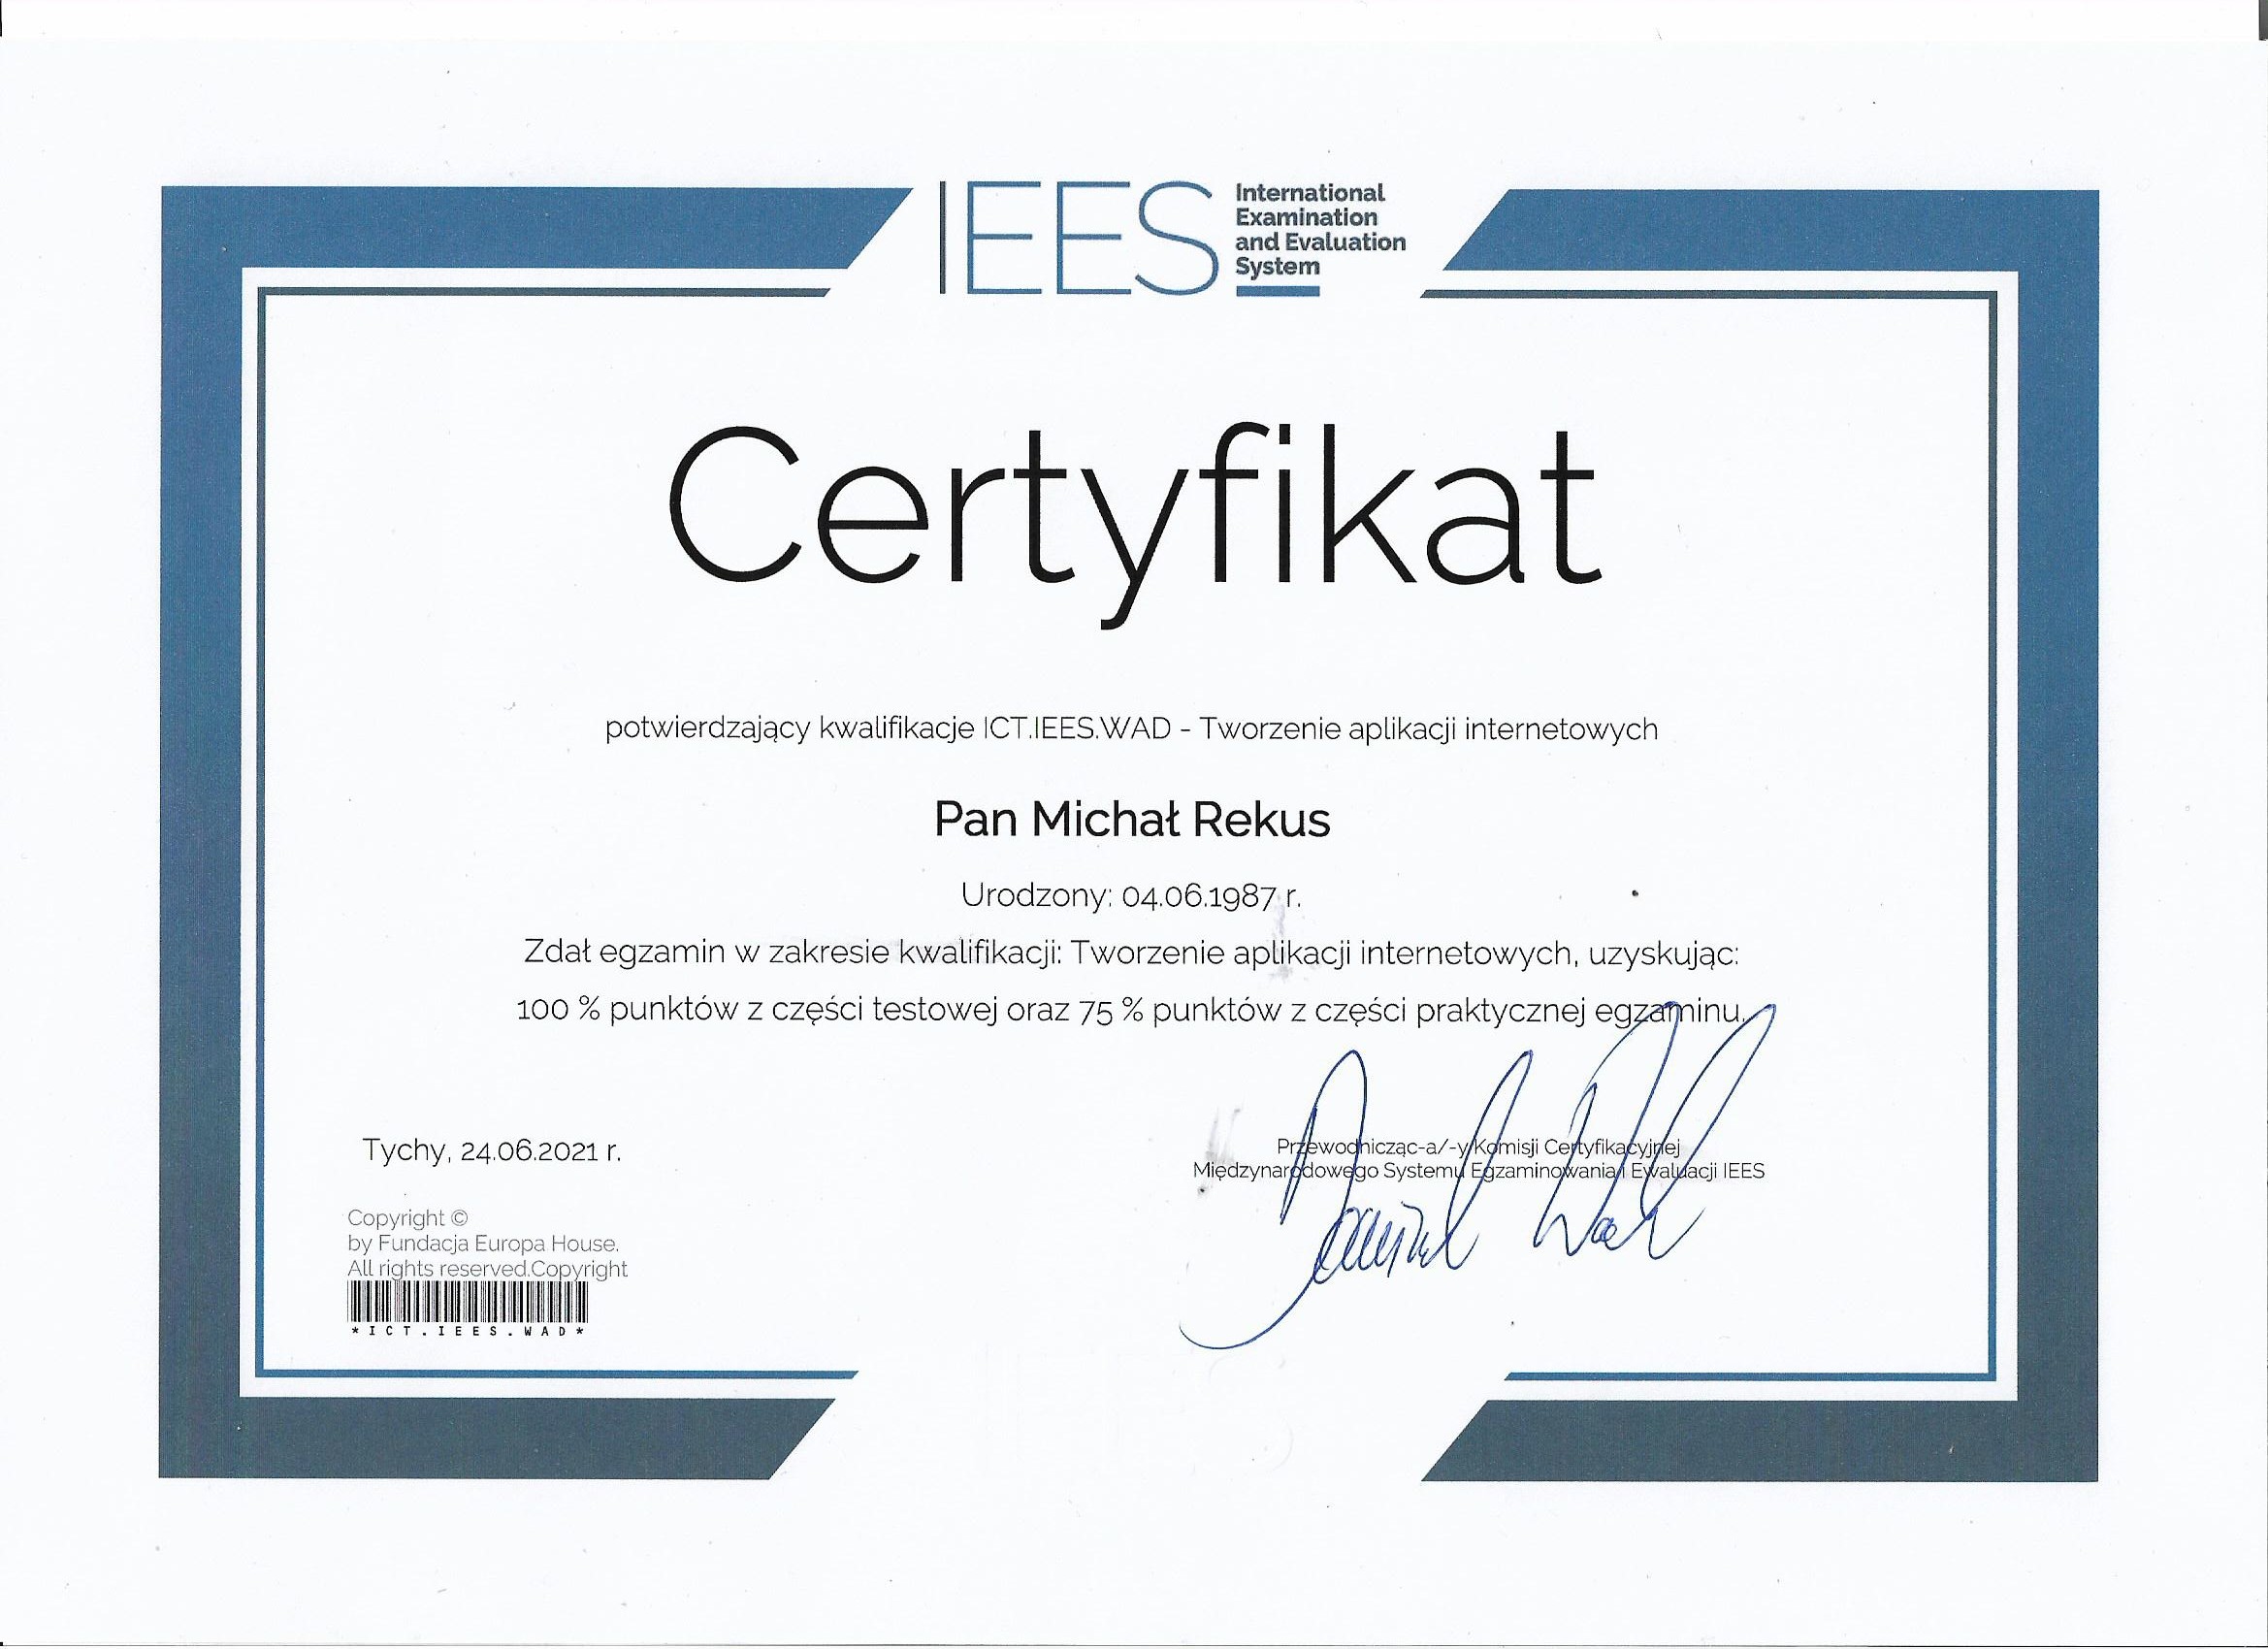 IEES
International
Examination
and Evaluation
System
Certyfikat
potwierdzający kwalifikacje ICT.IEES.WAD - Tworzenie aplikacji internetowych
Pan Michał Rekus
Urodzony: 04.06.1987 r.
Zdał egzamin w zakresie kwalifikacji: Tworzenie aplikacji internetowych, uzyskując:
100 % punktów z części testowej oraz 75 % punktów z części praktycznej egzaminu.
Tychy, 24.06.2021 r.
Przewodnicząc-a/-y Komisji Certyfikacyjnej
Międzynarodowego Systemu Egzaminowania i Ewaluacji IEES
Copyright ©
by Fundacja Europa House.
All rights reserved.Copyright
*ICT.IEES.WAD*